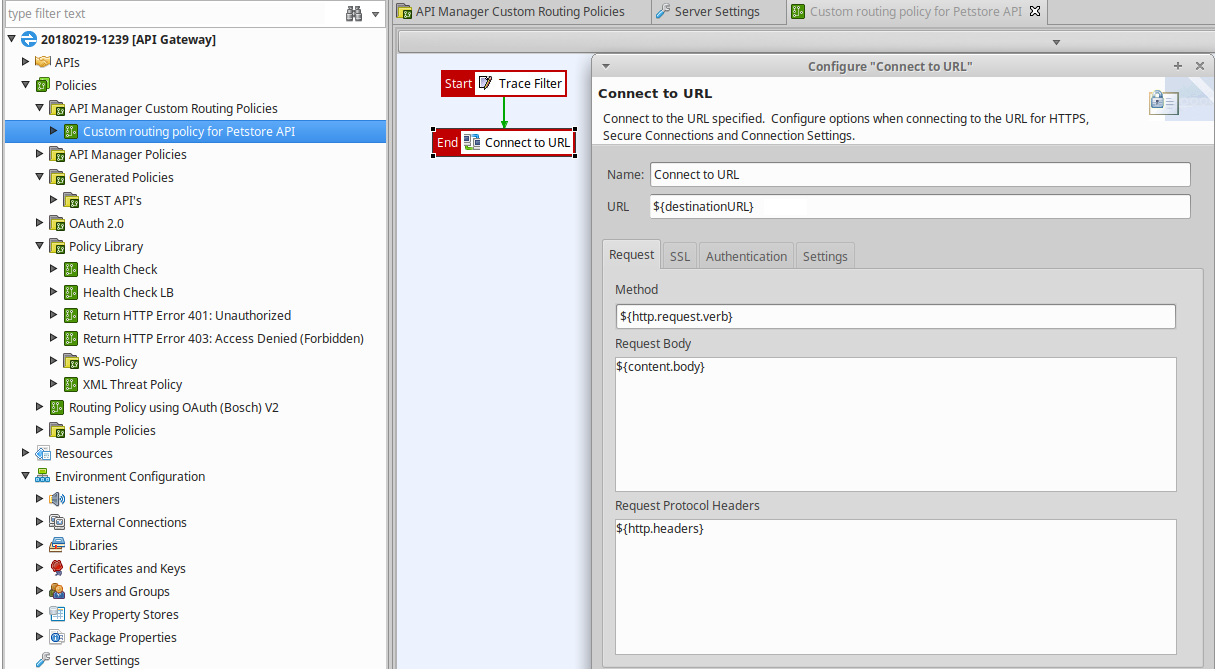 type filter text
20180219-1239 [API Gateway]
APIs
Policies
API Manager Custom Routing Policies
Custom routing policy for Petstore API
API Manager Policies
Generated Policies
REST API's
OAuth 2.0
Policy Library
Health Check
Health Check LB
Return HTTP Error 401: Unauthorized
Return HTTP Error 403: Access Denied (Forbidden)
WS-Policy
XML Threat Policy
Routing Policy using OAuth (Bosch) V2
Sample Policies
Resources
Environment Configuration
Listeners
External Connections
Libraries
Certificates and Keys
Users and Groups
Key Property Stores
Package Properties
Server Settings
API Manager Custom Routing Policies
Server Settings
Custom routing policy for Petstore API
Start Trace Filter
End Connect to URL
Configure "Connect to URL"
Connect to URL
Connect to the URL specified. Configure options when connecting to the URL for HTTPS,
Secure Connections and Connection Settings.
Name: Connect to URL
URL ${destinationURL}
Request SSL Authentication Settings
Method
${http.request.verb}
Request Body
${content.body}
Request Protocol Headers
${http.headers}